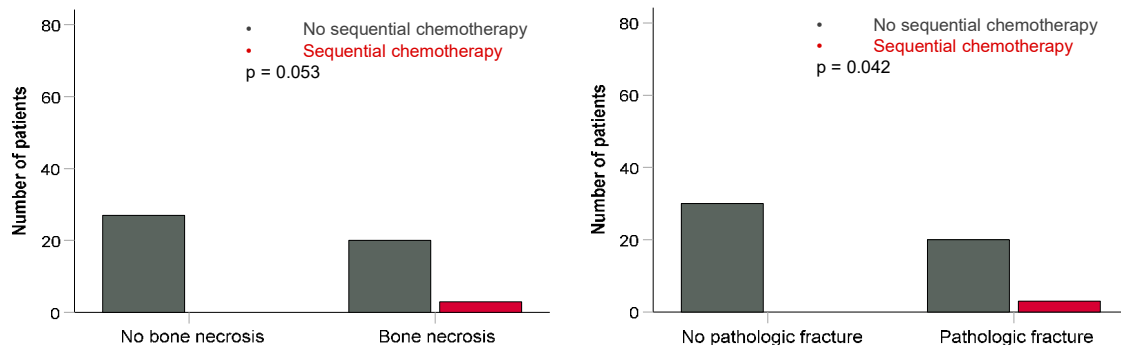 Number of patients
80
60
40
20
0
• No sequential chemotherapy
• Sequential chemotherapy
p = 0.053
No bone necrosis
Bone necrosis
Number of patients
80
60
40
20
0
• No sequential chemotherapy
• Sequential chemotherapy
p = 0.042
No pathologic fracture
Pathologic fracture